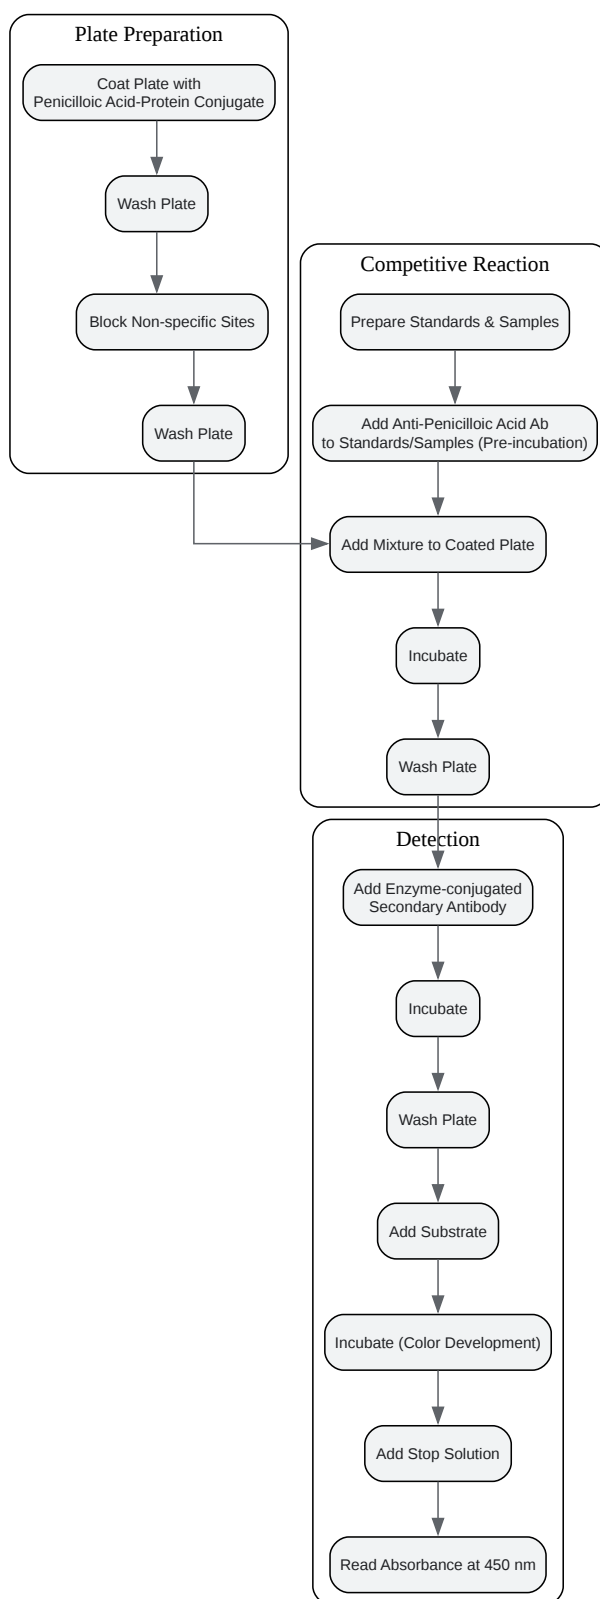 Plate Preparation
Coat Plate with
Penicilloic Acid-Protein Conjugate
Wash Plate
Block Non-specific Sites
Wash Plate
Competitive Reaction
Prepare Standards & Samples
Add Anti-Penicilloic Acid Ab
to Standards/Samples (Pre-incubation)
Add Mixture to Coated Plate
Incubate
Wash Plate
Detection
Add Enzyme-conjugated
Secondary Antibody
Incubate
Wash Plate
Add Substrate
Incubate (Color Development)
Add Stop Solution
Read Absorbance at 450 nm